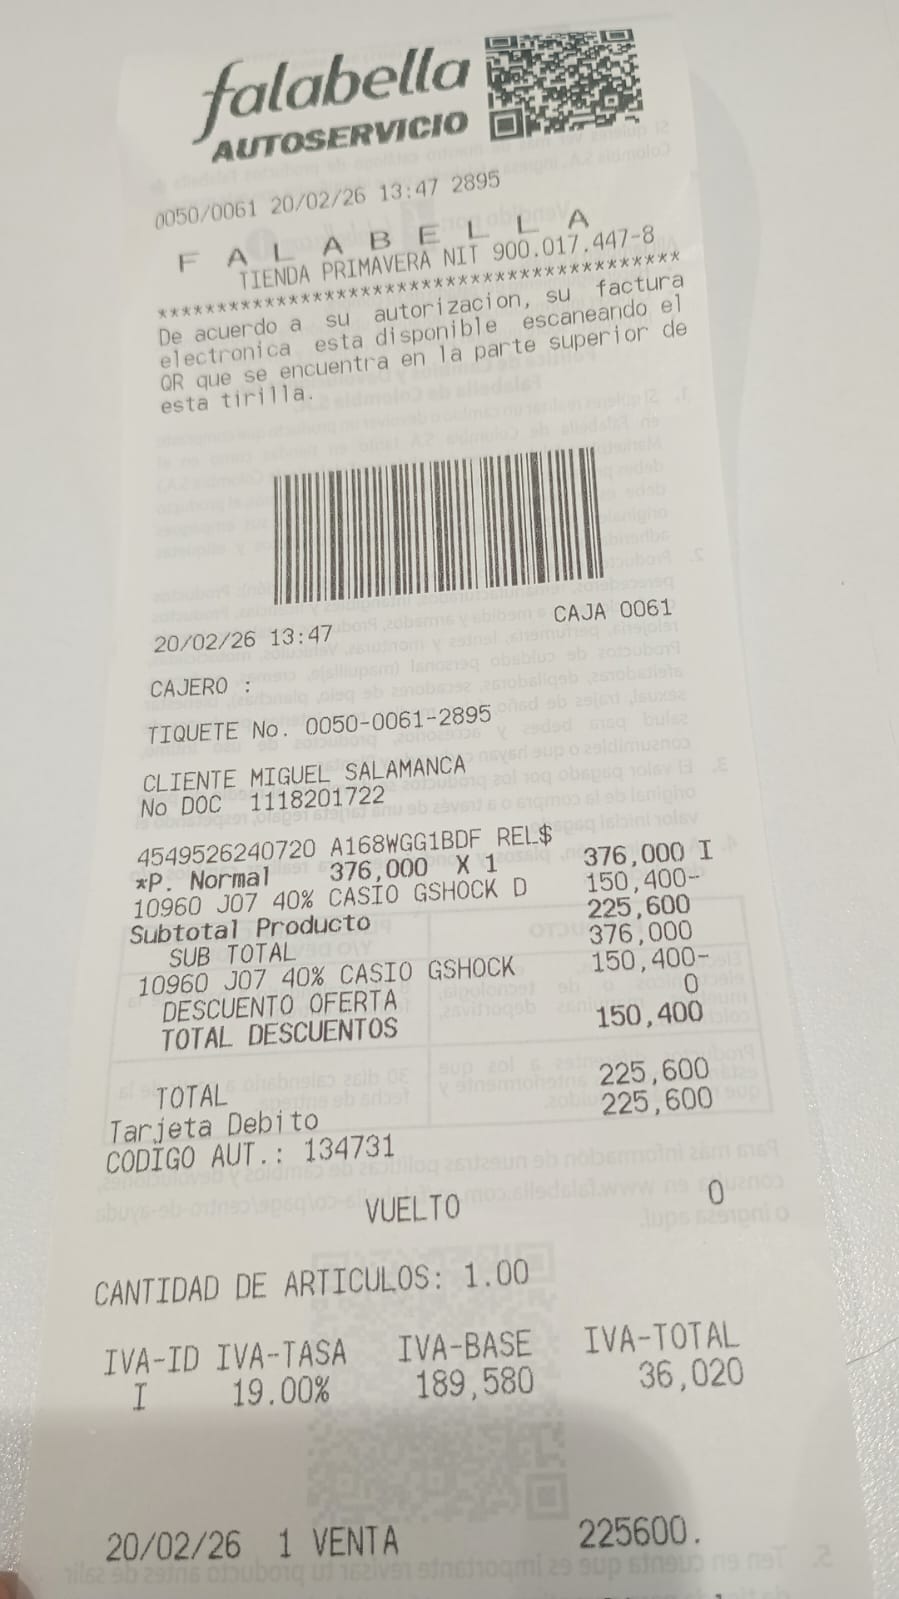 falabella
AUTOSERVICIO
0050/0061 20/02/26 13:47 2895
F A L A B E L L A
TIENDA PRIMAVERA NIT 900.017.447-8
********************************************
De acuerdo a su autorizacion, su factura
electronica esta disponible escaneando el
QR que se encuentra en la parte superior de
esta tirilla.
20/02/26 13:47 CAJA 0061
CAJERO :
TIQUETE No. 0050-0061-2895
CLIENTE MIGUEL SALAMANCA
No DOC 1118201722
4549526240720 A168WGG1BDF REL$
*P. Normal 376,000 X 1 376,000 I
10960 J07 40% CASIO GSHOCK D 150,400-
Subtotal Producto 225,600
SUB TOTAL 376,000
10960 J07 40% CASIO GSHOCK 150,400-
DESCUENTO OFERTA 0
TOTAL DESCUENTOS 150,400
TOTAL 225,600
Tarjeta Debito 225,600
CODIGO AUT.: 134731
VUELTO 0
CANTIDAD DE ARTICULOS: 1.00
IVA-ID IVA-TASA IVA-BASE IVA-TOTAL
I 19.00% 189,580 36,020
20/02/26 1 VENTA 225600.